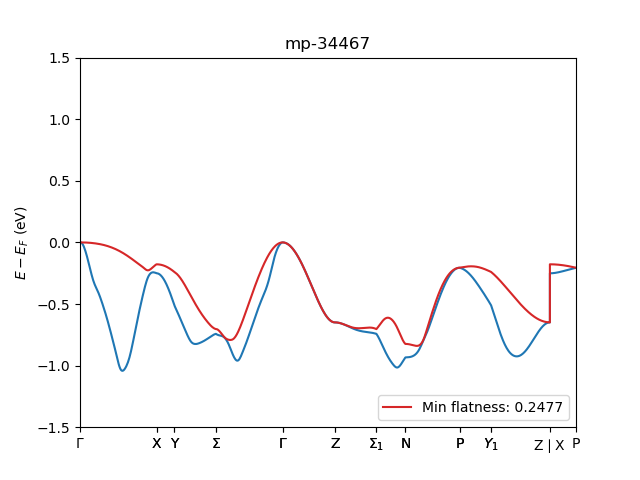 mp-34467
E − E_F (eV)
1.5
1.0
0.5
0.0
−0.5
−1.0
−1.5
Min flatness: 0.2477
Γ X Y Σ Γ Z Σ₁ N P Y₁ Z | X P